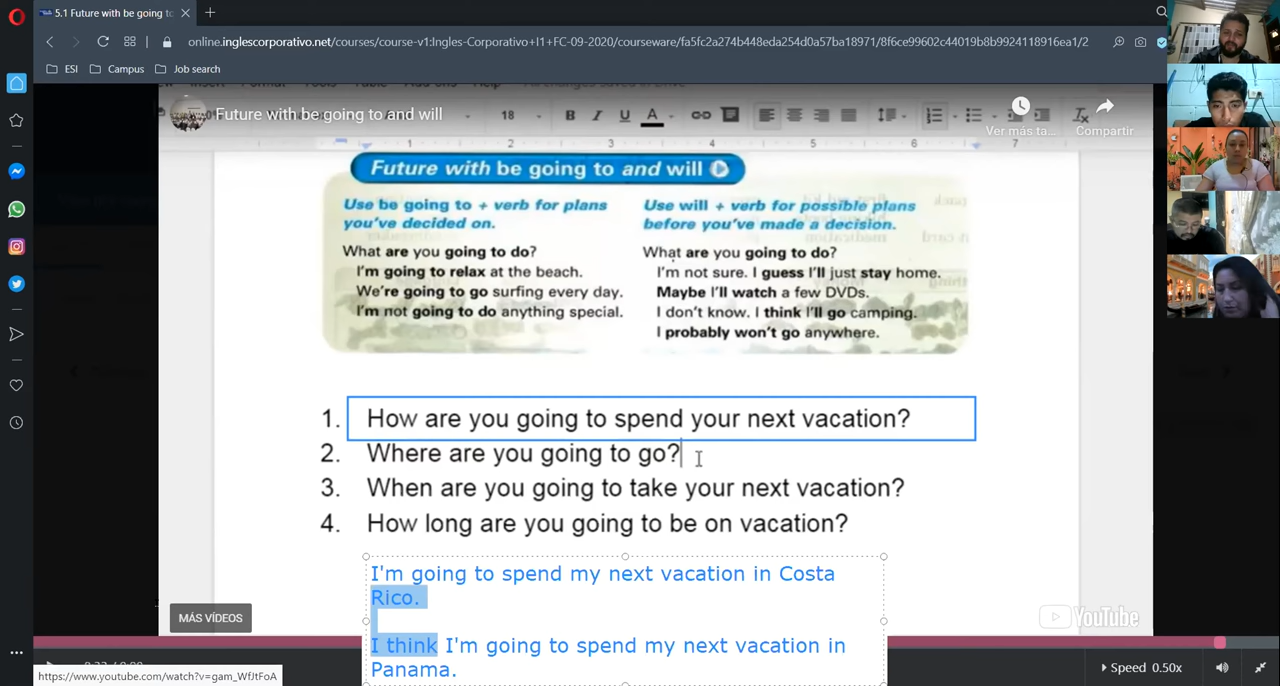 5.1 Future with be going to
online.inglescorporativo.net/courses/course-v1:Ingles-Corporativo+I1+FC-09-2020/courseware/fa5fc2a274b448eda254d0a57ba18971/8f6ce99602c44019b8b9924118916ea1/2
ESI Campus Job search
Future with be going to and will
18 B I U A
Ver más ta... Compartir
1 2 3 4 5 6 7
Future with be going to and will
Use be going to + verb for plans
you've decided on.
What are you going to do?
I'm going to relax at the beach.
We're going to go surfing every day.
I'm not going to do anything special.
Use will + verb for possible plans
before you've made a decision.
What are you going to do?
I'm not sure. I guess I'll just stay home.
Maybe I'll watch a few DVDs.
I don't know. I think I'll go camping.
I probably won't go anywhere.
1. How are you going to spend your next vacation?
2. Where are you going to go?
3. When are you going to take your next vacation?
4. How long are you going to be on vacation?
I'm going to spend my next vacation in Costa
Rico.
I think I'm going to spend my next vacation in
Panama.
MÁS VÍDEOS
YouTube
Speed 0.50x
https://www.youtube.com/watch?v=gam_WfJtFoA